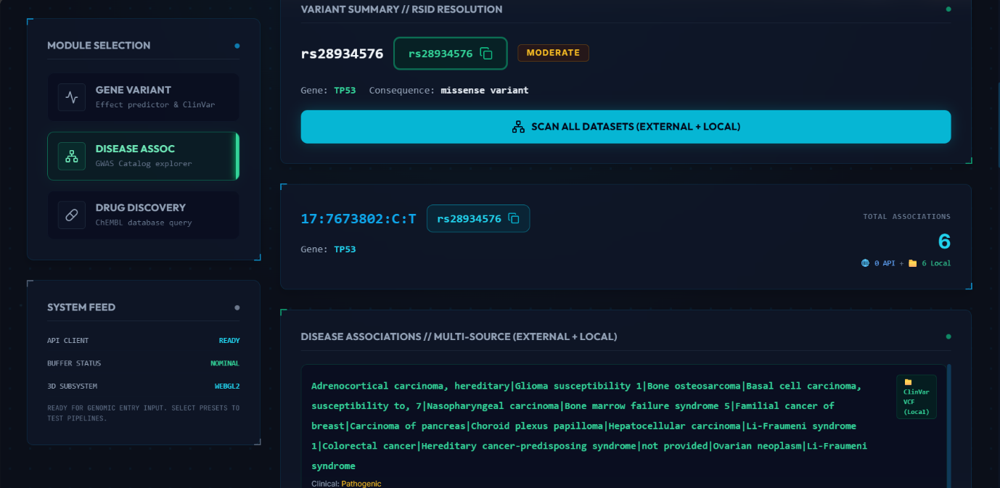 MODULE SELECTION
GENE VARIANT
Effect predictor & ClinVar
DISEASE ASSOC
GWAS Catalog explorer
DRUG DISCOVERY
ChEMBL database query
SYSTEM FEED
API CLIENT READY
BUFFER STATUS NOMINAL
3D SUBSYSTEM WEBGL2
READY FOR GENOMIC ENTRY INPUT. SELECT PRESETS TO
TEST PIPELINES.
VARIANT SUMMARY // RSID RESOLUTION
rs28934576 rs28934576 MODERATE
Gene: TP53 Consequence: missense variant
SCAN ALL DATASETS (EXTERNAL + LOCAL)
17:7673802:C:T rs28934576
Gene: TP53
TOTAL ASSOCIATIONS
6
0 API + 6 Local
DISEASE ASSOCIATIONS // MULTI-SOURCE (EXTERNAL + LOCAL)
Adrenocortical carcinoma, hereditary|Glioma susceptibility 1|Bone osteosarcoma|Basal cell carcinoma,
susceptibility to, 7|Nasopharyngeal carcinoma|Bone marrow failure syndrome 5|Familial cancer of
breast|Carcinoma of pancreas|Choroid plexus papilloma|Hepatocellular carcinoma|Li-Fraumeni syndrome
1|Colorectal cancer|Hereditary cancer-predisposing syndrome|not provided|Ovarian neoplasm|Li-Fraumeni
syndrome
Clinical: Pathogenic
ClinVar
VCF
(Local)